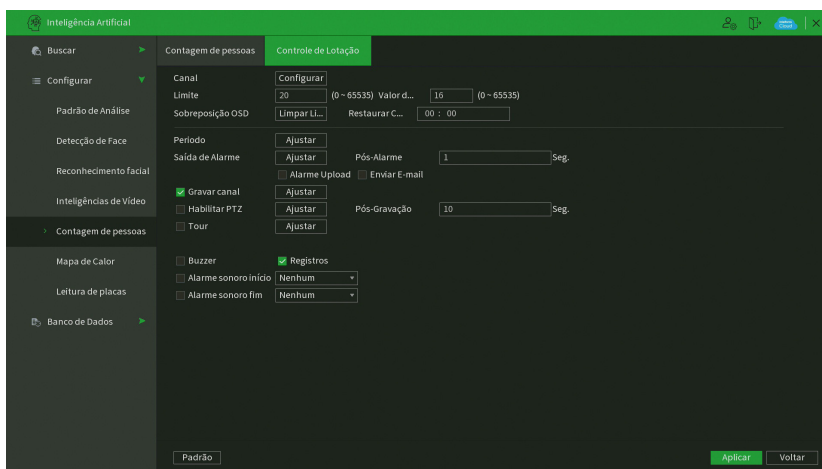 Inteligência Artificial
Cloud
Buscar
Configurar
Padrão de Análise
Detecção de Face
Reconhecimento facial
Inteligências de Vídeo
Contagem de pessoas
Mapa de Calor
Leitura de placas
Banco de Dados
Contagem de pessoas Controle de Lotação
Canal Configurar
Limite 20 (0 ~ 65535) Valor d... 16 (0 ~ 65535)
Sobreposição OSD Limpar Li... Restaurar C... 00 : 00
Periodo Ajustar
Saída de Alarme Ajustar Pós-Alarme 1 Seg.
Alarme Upload Enviar E-mail
Gravar canal Ajustar
Habilitar PTZ Ajustar Pós-Gravação 10 Seg.
Tour Ajustar
Buzzer Registros
Alarme sonoro início Nenhum
Alarme sonoro fim Nenhum
Padrão Aplicar Voltar